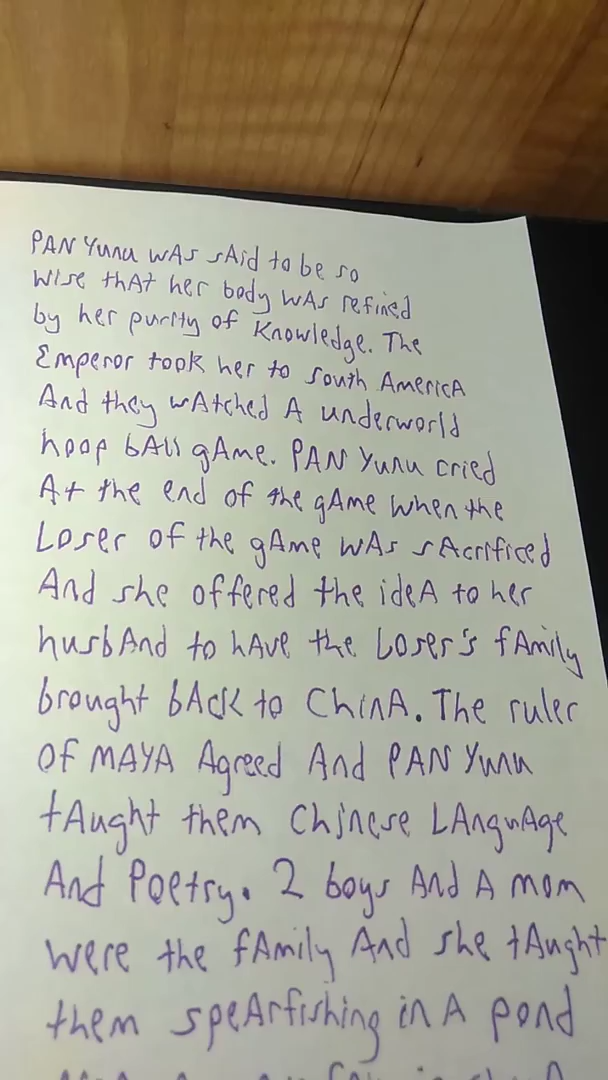 PAN YUNU WAS SAID to be so
WISE thAt her body WAS refined
by her purity of Knowledge. The
Emperor took her to South AmericA
And they wAtched A underworld
hoop bAll gAme. PAN YUNU cried
At the end of the gAme when the
Loser of the gAme wAs sAcrificed
And she offered the ideA to her
husbAnd to hAve the Loser's fAmily
brought bAck to ChinA. The ruler
of MAYA Agreed And PAN YUNU
tAught them Chinese LAnguAge
And Poetry. 2 boys And A mom
were the fAmily And she tAught
them speArfishing in A pond